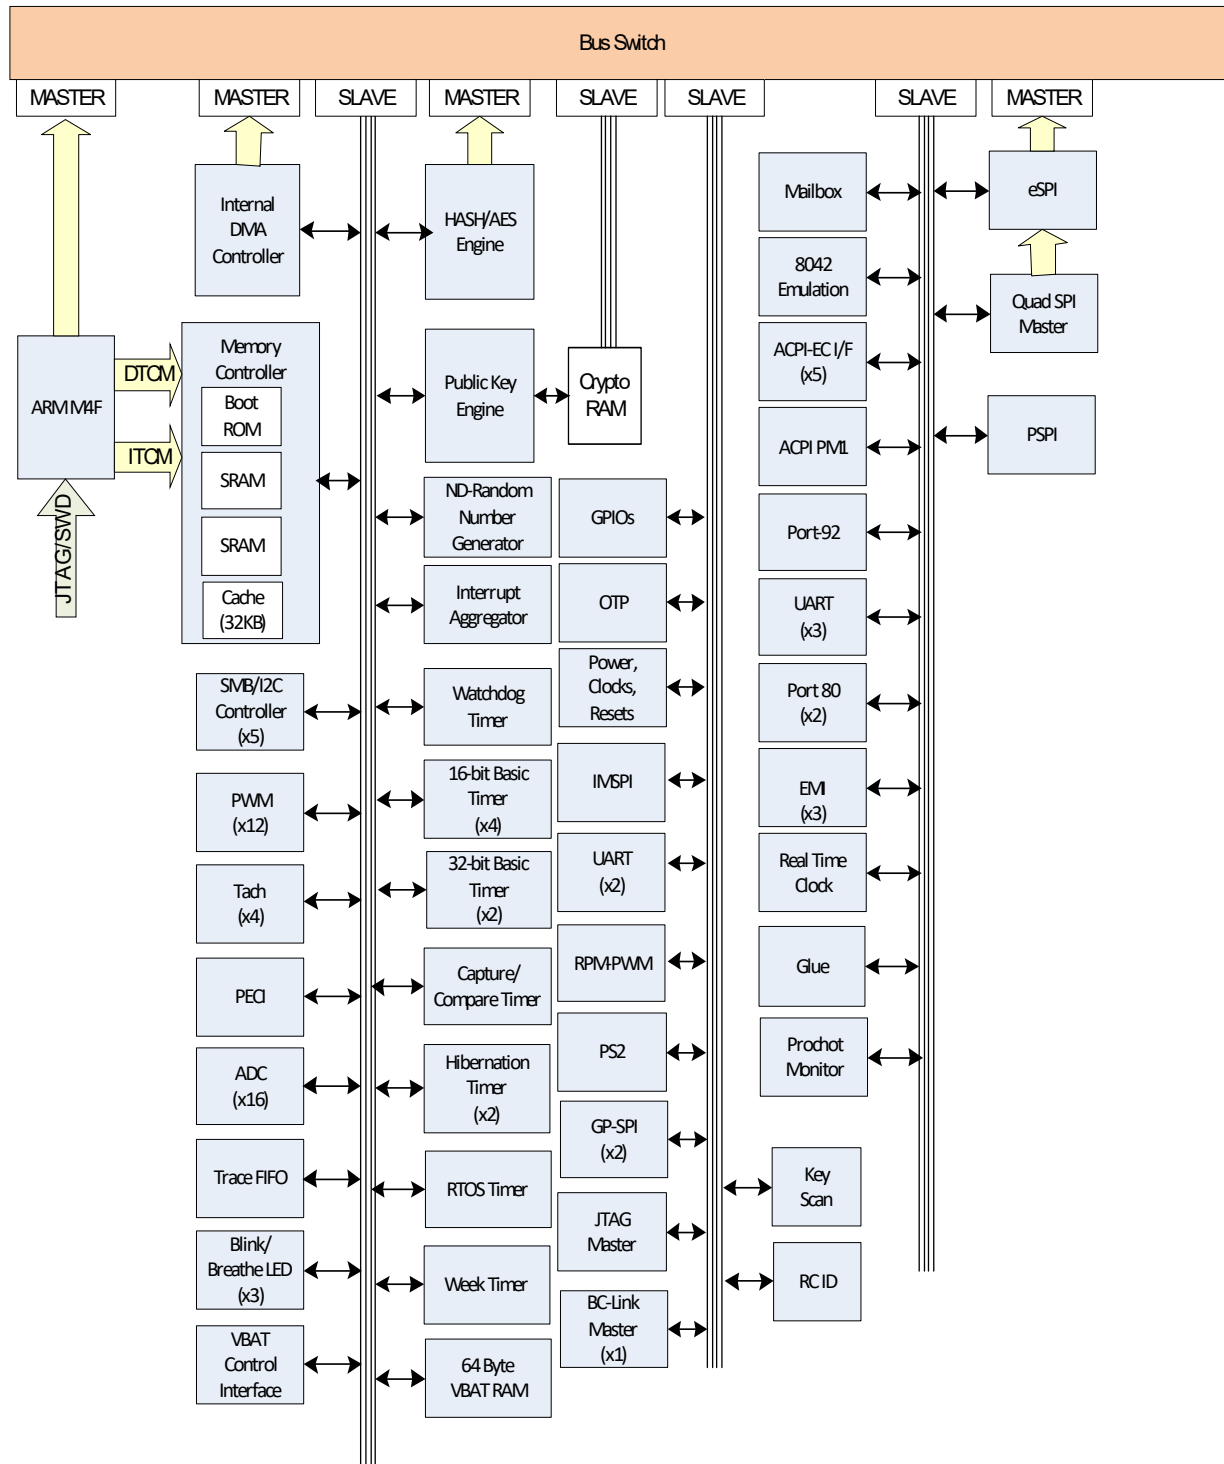 Bus Switch
MASTER
MASTER
SLAVE
MASTER
SLAVE
SLAVE
SLAVE
MASTER
ARM M4F
DTCM
ITCM
JTAG/SWD
Internal
DMA
Controller
Memory
Controller
Boot
ROM
SRAM
SRAM
Cache
(32KB)
SMB/I2C
Controller
(x5)
PWM
(x12)
Tach
(x4)
PECI
ADC
(x16)
Trace FIFO
Blink/
Breathe LED
(x3)
VBAT
Control
Interface
HASH/AES
Engine
Public Key
Engine
ND-Random
Number
Generator
Interrupt
Aggregator
Watchdog
Timer
16-bit Basic
Timer
(x4)
32-bit Basic
Timer
(x2)
Capture/
Compare Timer
Hibernation
Timer
(x2)
RTOS Timer
Week Timer
64 Byte
VBAT RAM
Crypto
RAM
GPIOs
OTP
Power,
Clocks,
Resets
IMSPI
UART
(x2)
RPM-PWM
PS2
GP-SPI
(x2)
JTAG
Master
BC-Link
Master
(x1)
Mailbox
8042
Emulation
ACPI-EC I/F
(x5)
ACPI PM1
Port-92
UART
(x3)
Port 80
(x2)
EMI
(x3)
Real Time
Clock
Glue
Prochot
Monitor
Key
Scan
RC ID
eSPI
Quad SPI
Master
PSPI